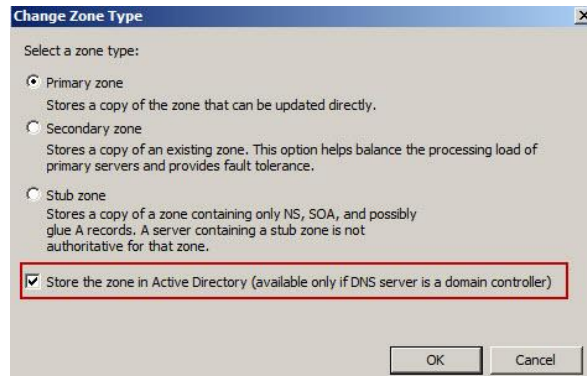 Change Zone Type
Select a zone type:
Primary zone
Stores a copy of the zone that can be updated directly.
Secondary zone
Stores a copy of an existing zone. This option helps balance the processing load of
primary servers and provides fault tolerance.
Stub zone
Stores a copy of a zone containing only NS, SOA, and possibly
glue A records. A server containing a stub zone is not
authoritative for that zone.
Store the zone in Active Directory (available only if DNS server is a domain controller)
OK Cancel